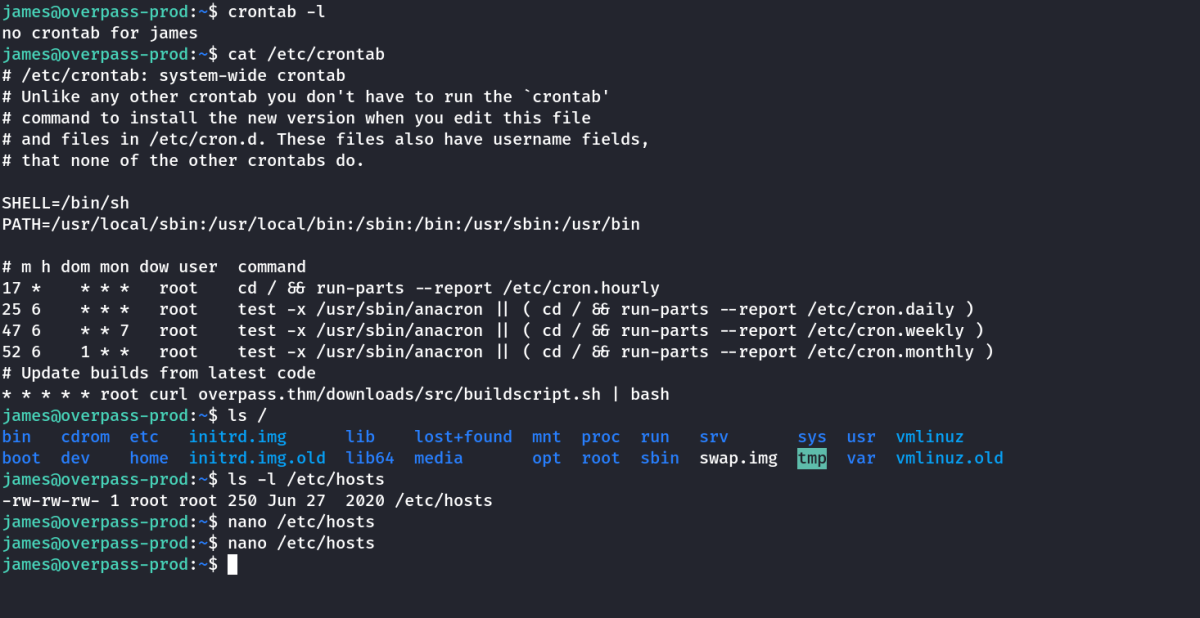 james@overpass-prod:~$ crontab -l
no crontab for james
james@overpass-prod:~$ cat /etc/crontab
# /etc/crontab: system-wide crontab
# Unlike any other crontab you don't have to run the `crontab'
# command to install the new version when you edit this file
# and files in /etc/cron.d. These files also have username fields,
# that none of the other crontabs do.

SHELL=/bin/sh
PATH=/usr/local/sbin:/usr/local/bin:/sbin:/bin:/usr/sbin:/usr/bin

# m h dom mon dow user  command
17 *    * * *   root    cd / && run-parts --report /etc/cron.hourly
25 6    * * *   root    test -x /usr/sbin/anacron || ( cd / && run-parts --report /etc/cron.daily )
47 6    * * 7   root    test -x /usr/sbin/anacron || ( cd / && run-parts --report /etc/cron.weekly )
52 6    1 * *   root    test -x /usr/sbin/anacron || ( cd / && run-parts --report /etc/cron.monthly )
# Update builds from latest code
* * * * * root curl overpass.thm/downloads/src/buildscript.sh | bash
james@overpass-prod:~$ ls /
bin   cdrom  etc   initrd.img      lib    lost+found  mnt  proc  run   srv       sys  usr  vmlinuz
boot  dev    home  initrd.img.old  lib64  media       opt  root  sbin  swap.img  tmp  var  vmlinuz.old
james@overpass-prod:~$ ls -l /etc/hosts
-rw-rw-rw- 1 root root 250 Jun 27  2020 /etc/hosts
james@overpass-prod:~$ nano /etc/hosts
james@overpass-prod:~$ nano /etc/hosts
james@overpass-prod:~$